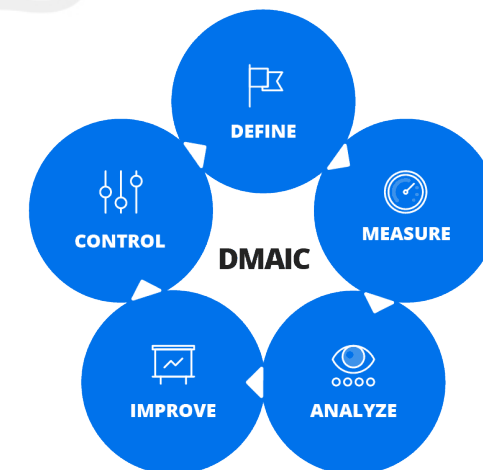 DEFINE
MEASURE
CONTROL
DMAIC
IMPROVE
ANALYZE